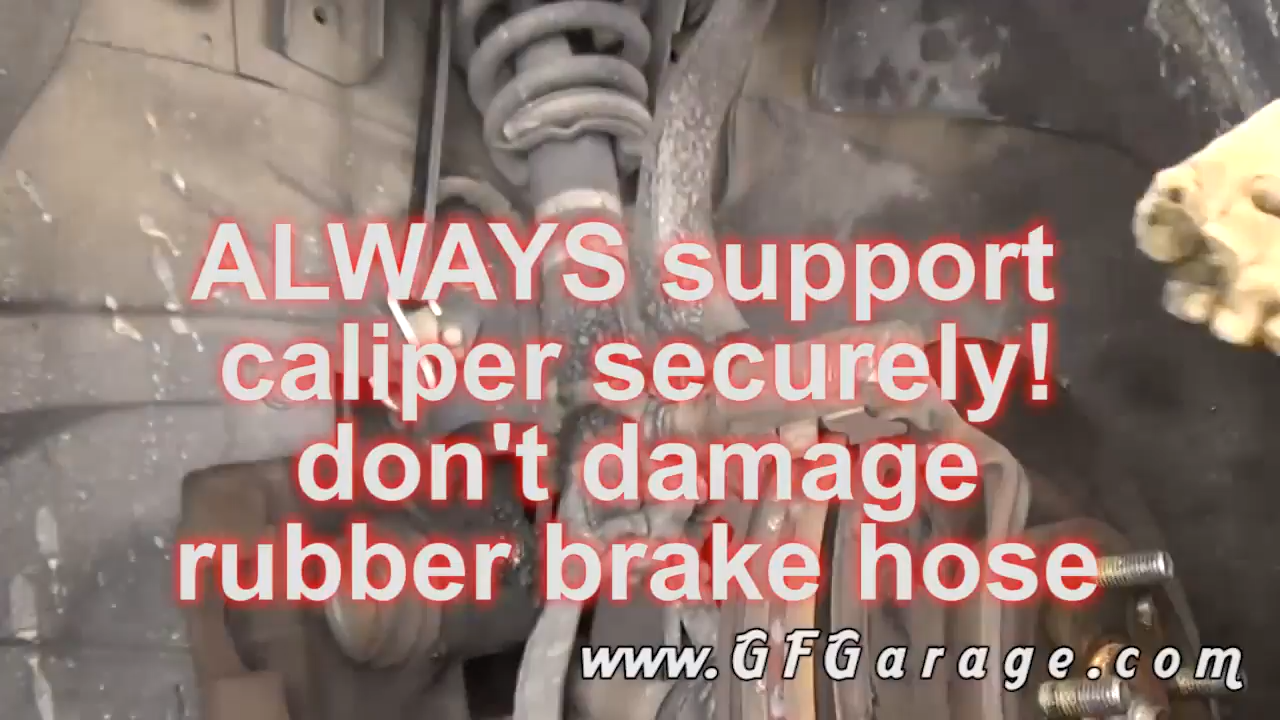 ALWAYS support
caliper securely!
don't damage
rubber brake hose
www.GFGarage.com